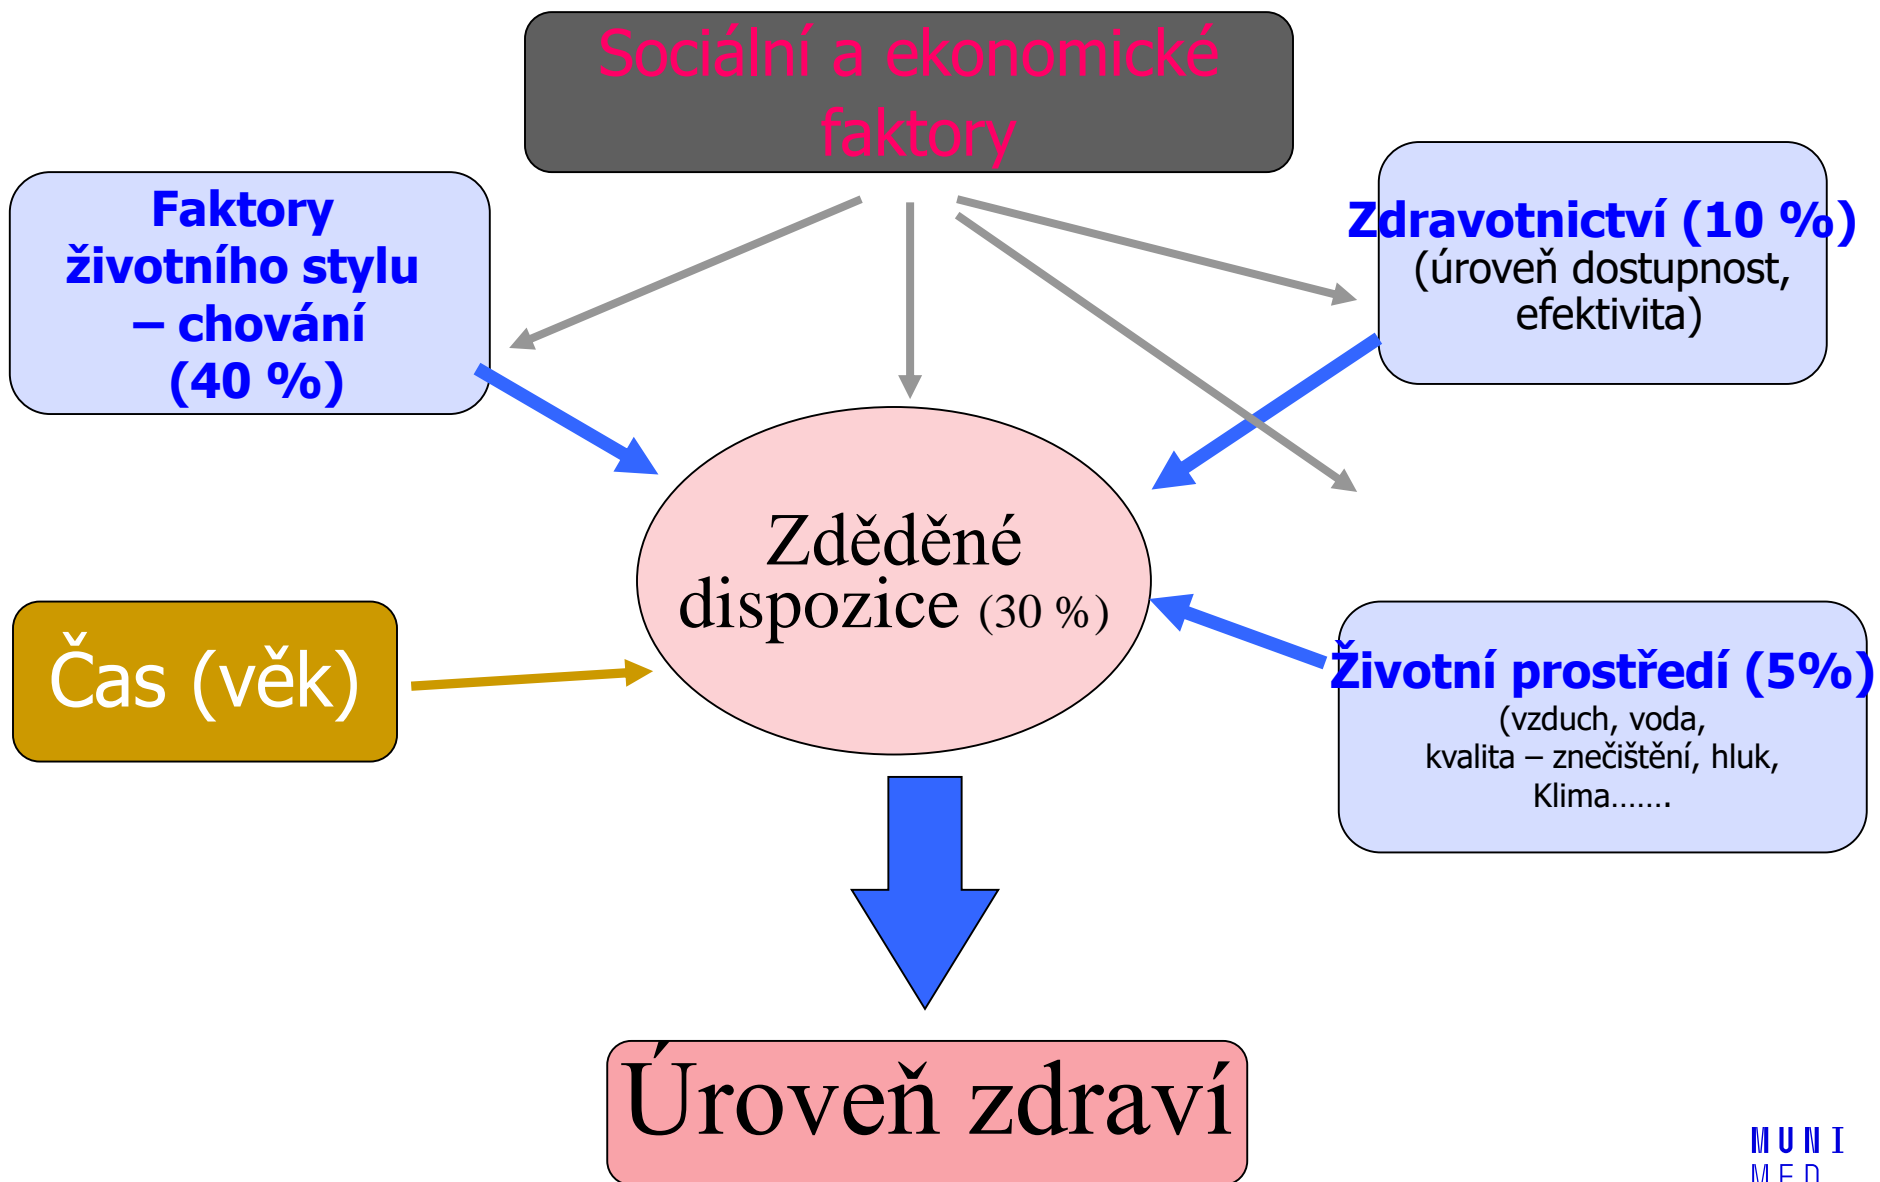 Sociální a ekonomické
faktory
Faktory
životního stylu
– chování
(40 %)
Zdravotnictví (10 %)
(úroveň dostupnost,
efektivita)
Zděděné
dispozice (30 %)
Čas (věk)
Životní prostředí (5%)
(vzduch, voda,
kvalita – znečištění, hluk,
Klima…….
Úroveň zdraví
MUNI
MED